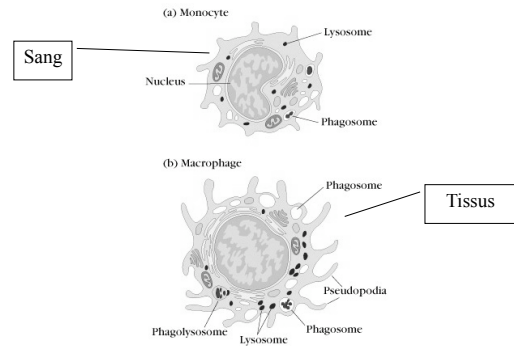 (a) Monocyte
Lysosome
Sang
Nucleus
Phagosome
(b) Macrophage
Phagosome
Tissus
Pseudopodia
Phagolysosome
Phagosome
Lysosome